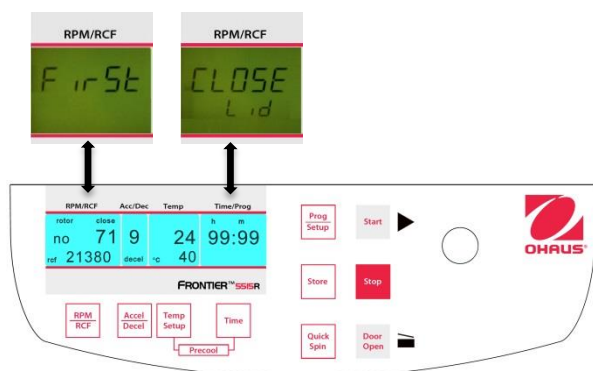 RPM/RCF
FirSt
RPM/RCF
CLOSE
Lid
RPM/RCF Acc/Dec Temp Time/Prog
rotor close h m
no 71 9 24 99:99
rcf 21380 decel °C 40
FRONTIER™ 5515R
RPM
RCF
Accel
Decel
Temp
Setup
Time
Precool
Prog
Setup
Start
Store
Stop
Quick
Spin
Door
Open
OHAUS®